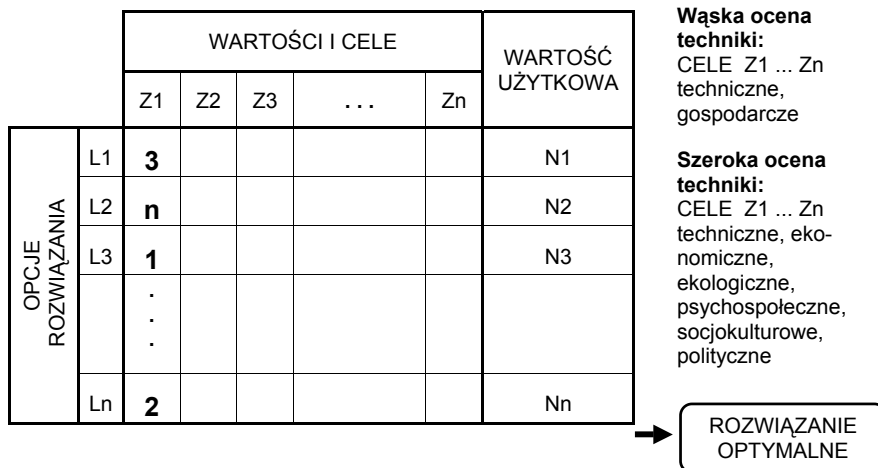 WARTOŚCI I CELE
WARTOŚĆ
UŻYTKOWA
Z1 Z2 Z3 . . . Zn
OPCJE
ROZWIĄZANIA
L1 3 N1
L2 n N2
L3 1 N3
.
.
.
Ln 2 Nn
Wąska ocena
techniki:
CELE Z1 ... Zn
techniczne,
gospodarcze
Szeroka ocena
techniki:
CELE Z1 ... Zn
techniczne, eko-
nomiczne,
ekologiczne,
psychospołeczne,
socjokulturowe,
polityczne
ROZWIĄZANIE
OPTYMALNE